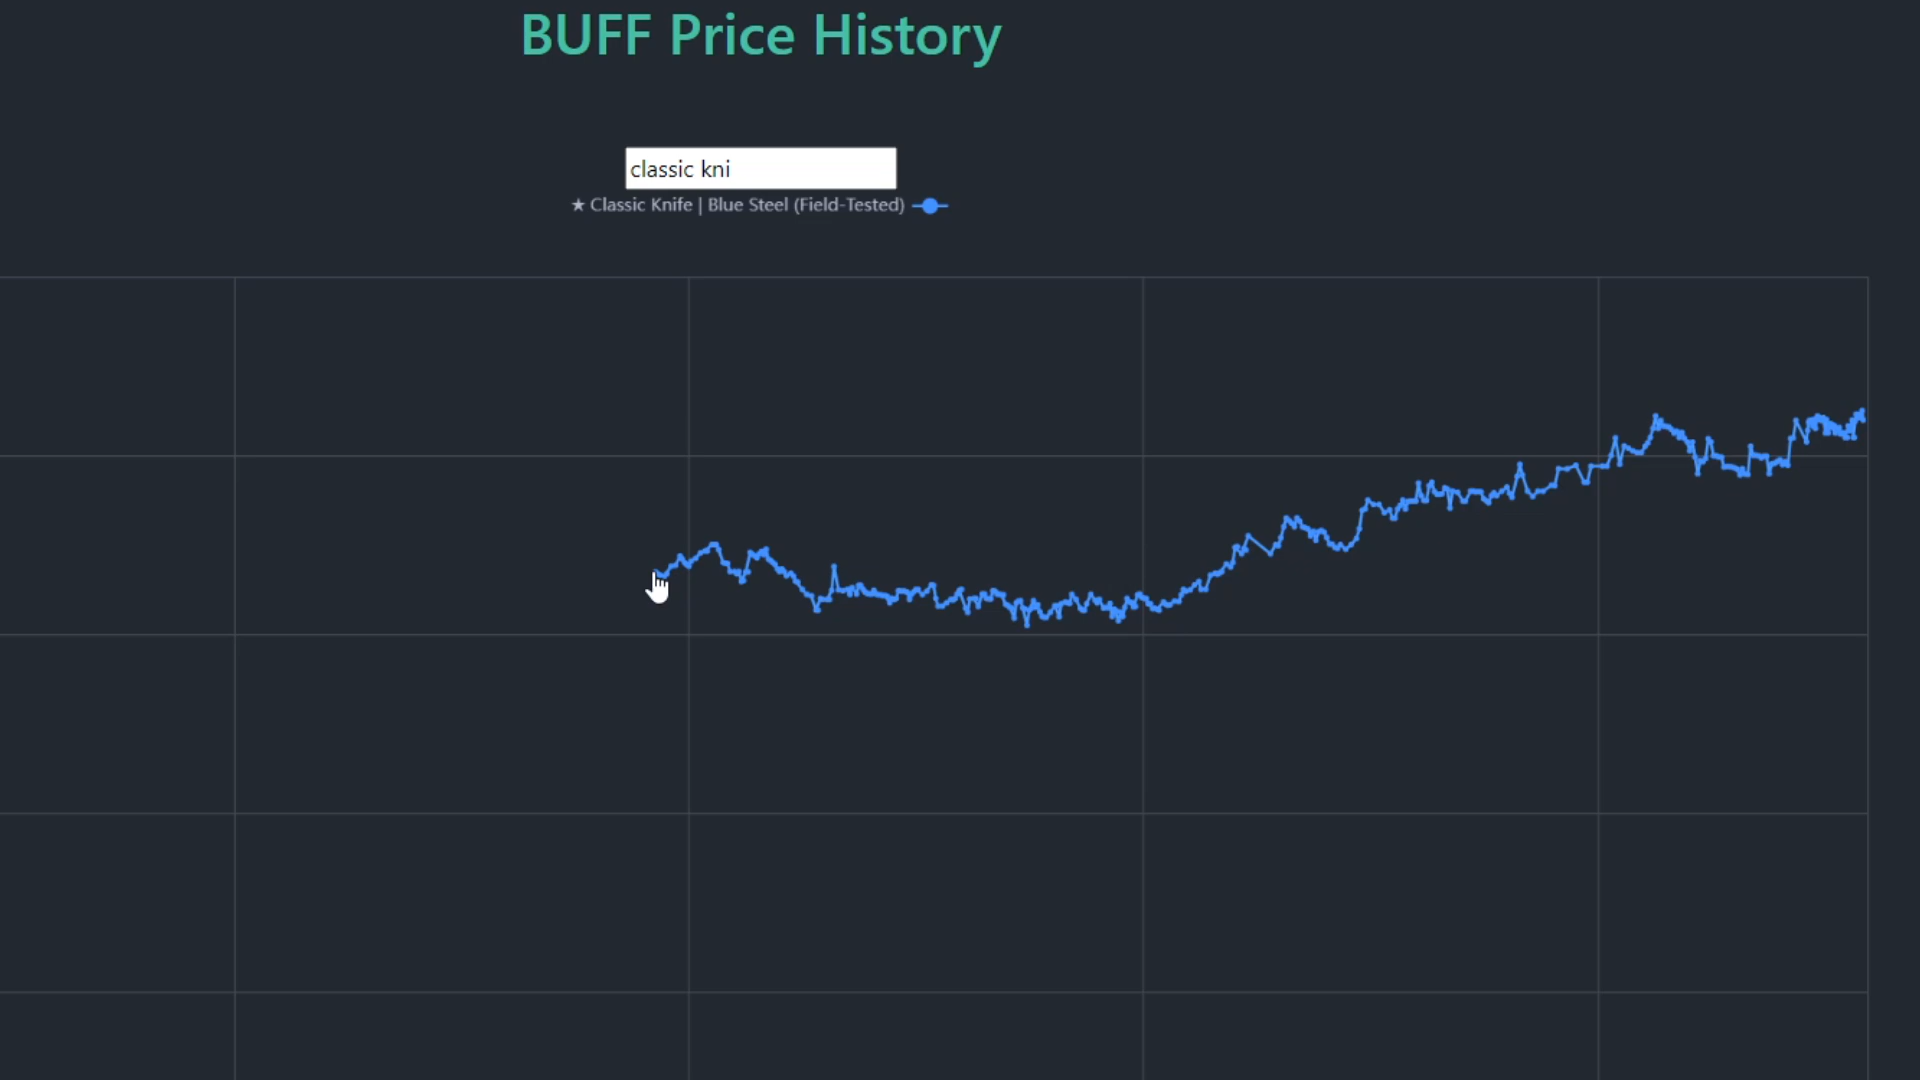 BUFF Price History
classic kni
★ Classic Knife | Blue Steel (Field-Tested)